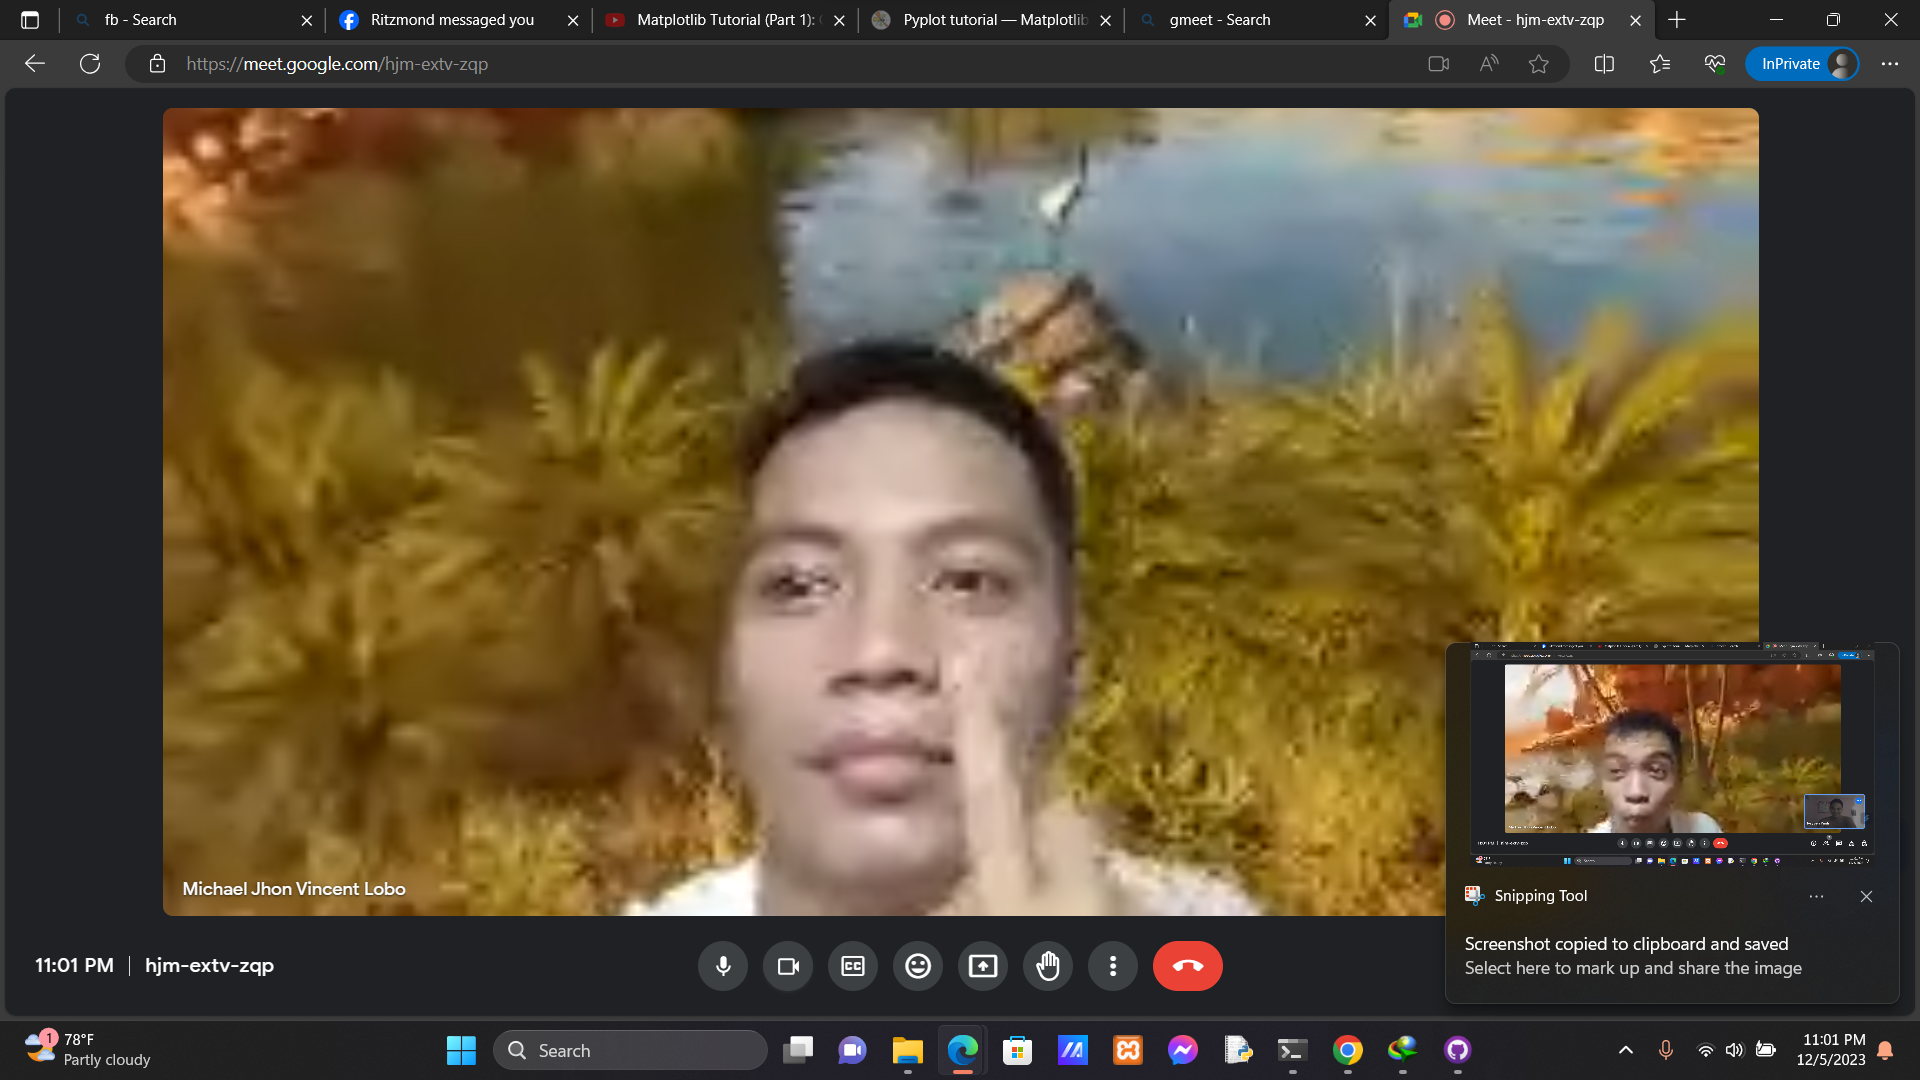 fb - Search
Ritzmond messaged you
Matplotlib Tutorial (Part 1):
Pyplot tutorial — Matplotlib
gmeet - Search
Meet - hjm-extv-zqp
https://meet.google.com/hjm-extv-zqp
InPrivate
Michael Jhon Vincent Lobo
11:01 PM | hjm-extv-zqp
CC
Snipping Tool
Screenshot copied to clipboard and saved
Select here to mark up and share the image
1
78°F
Partly cloudy
Search
11:01 PM
12/5/2023